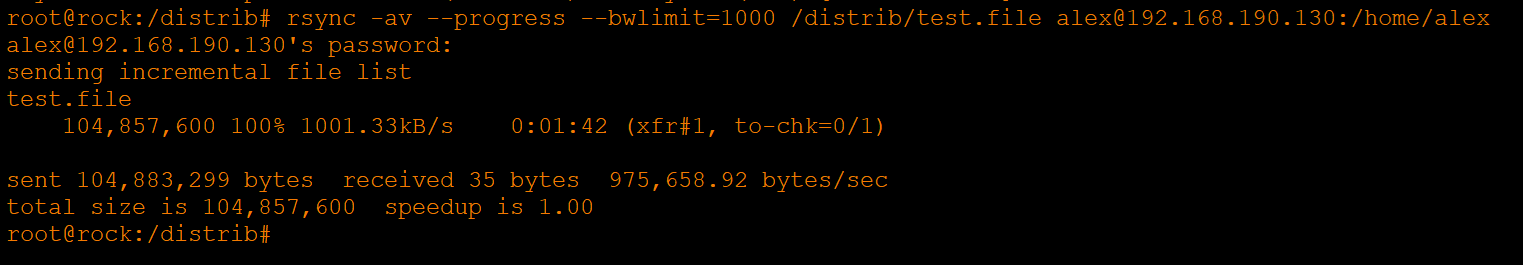 root@rock:/distrib# rsync -av --progress --bwlimit=1000 /distrib/test.file alex@192.168.190.130:/home/alex
alex@192.168.190.130's password:
sending incremental file list
test.file
    104,857,600 100% 1001.33kB/s    0:01:42 (xfr#1, to-chk=0/1)
sent 104,883,299 bytes  received 35 bytes  975,658.92 bytes/sec
total size is 104,857,600  speedup is 1.00
root@rock:/distrib#